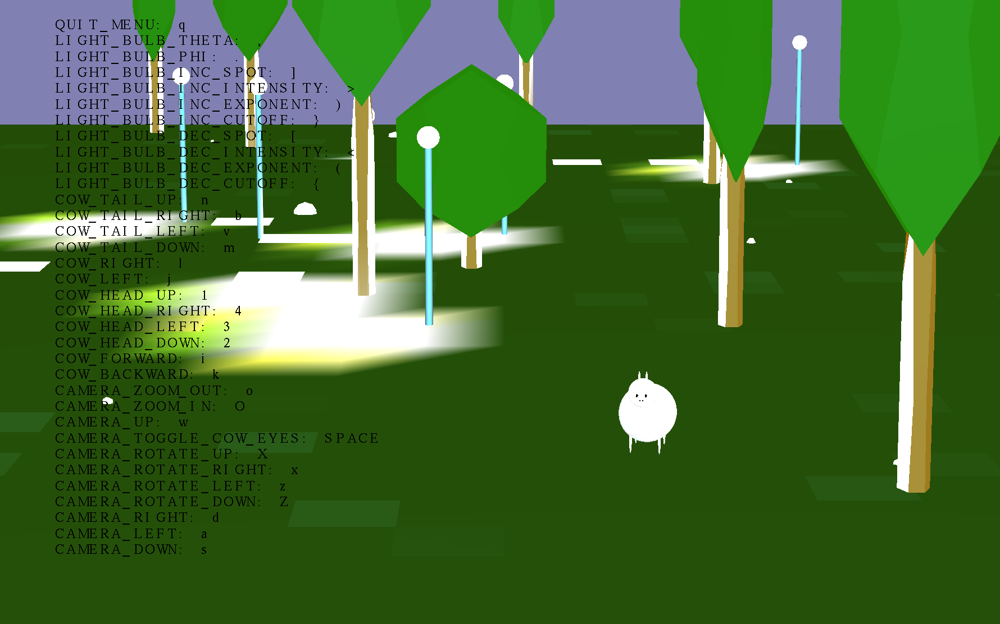 QUIT_MENU: q
LIGHT_BULB_THETA: ,
LIGHT_BULB_PHI: .
LIGHT_BULB_INC_SPOT: ]
LIGHT_BULB_INC_INTENSITY: >
LIGHT_BULB_INC_EXPONENT: )
LIGHT_BULB_INC_CUTOFF: }
LIGHT_BULB_DEC_SPOT: [
LIGHT_BULB_DEC_INTENSITY: <
LIGHT_BULB_DEC_EXPONENT: (
LIGHT_BULB_DEC_CUTOFF: {
COW_TAIL_UP: n
COW_TAIL_RIGHT: b
COW_TAIL_LEFT: v
COW_TAIL_DOWN: m
COW_RIGHT: l
COW_LEFT: j
COW_HEAD_UP: 1
COW_HEAD_RIGHT: 4
COW_HEAD_LEFT: 3
COW_HEAD_DOWN: 2
COW_FORWARD: i
COW_BACKWARD: k
CAMERA_ZOOM_OUT: o
CAMERA_ZOOM_IN: O
CAMERA_UP: w
CAMERA_TOGGLE_COW_EYES: SPACE
CAMERA_ROTATE_UP: X
CAMERA_ROTATE_RIGHT: x
CAMERA_ROTATE_LEFT: z
CAMERA_ROTATE_DOWN: Z
CAMERA_RIGHT: d
CAMERA_LEFT: a
CAMERA_DOWN: s